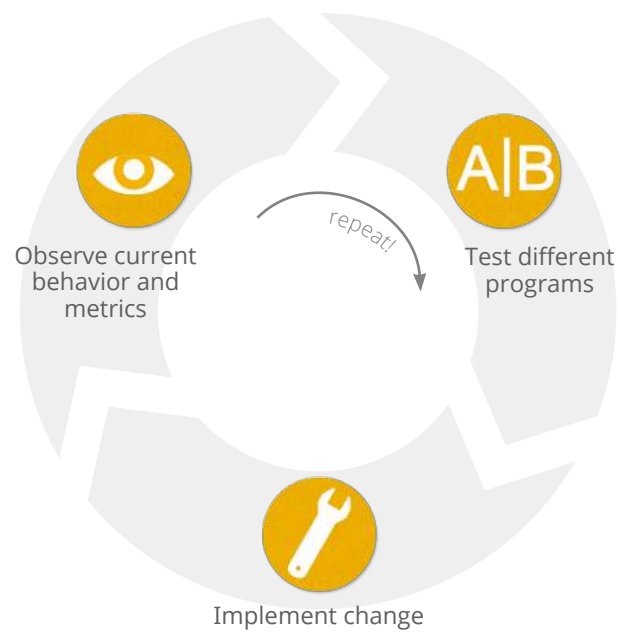 Observe current
behavior and
metrics
A|B
Test different
programs
repeat!
Implement change